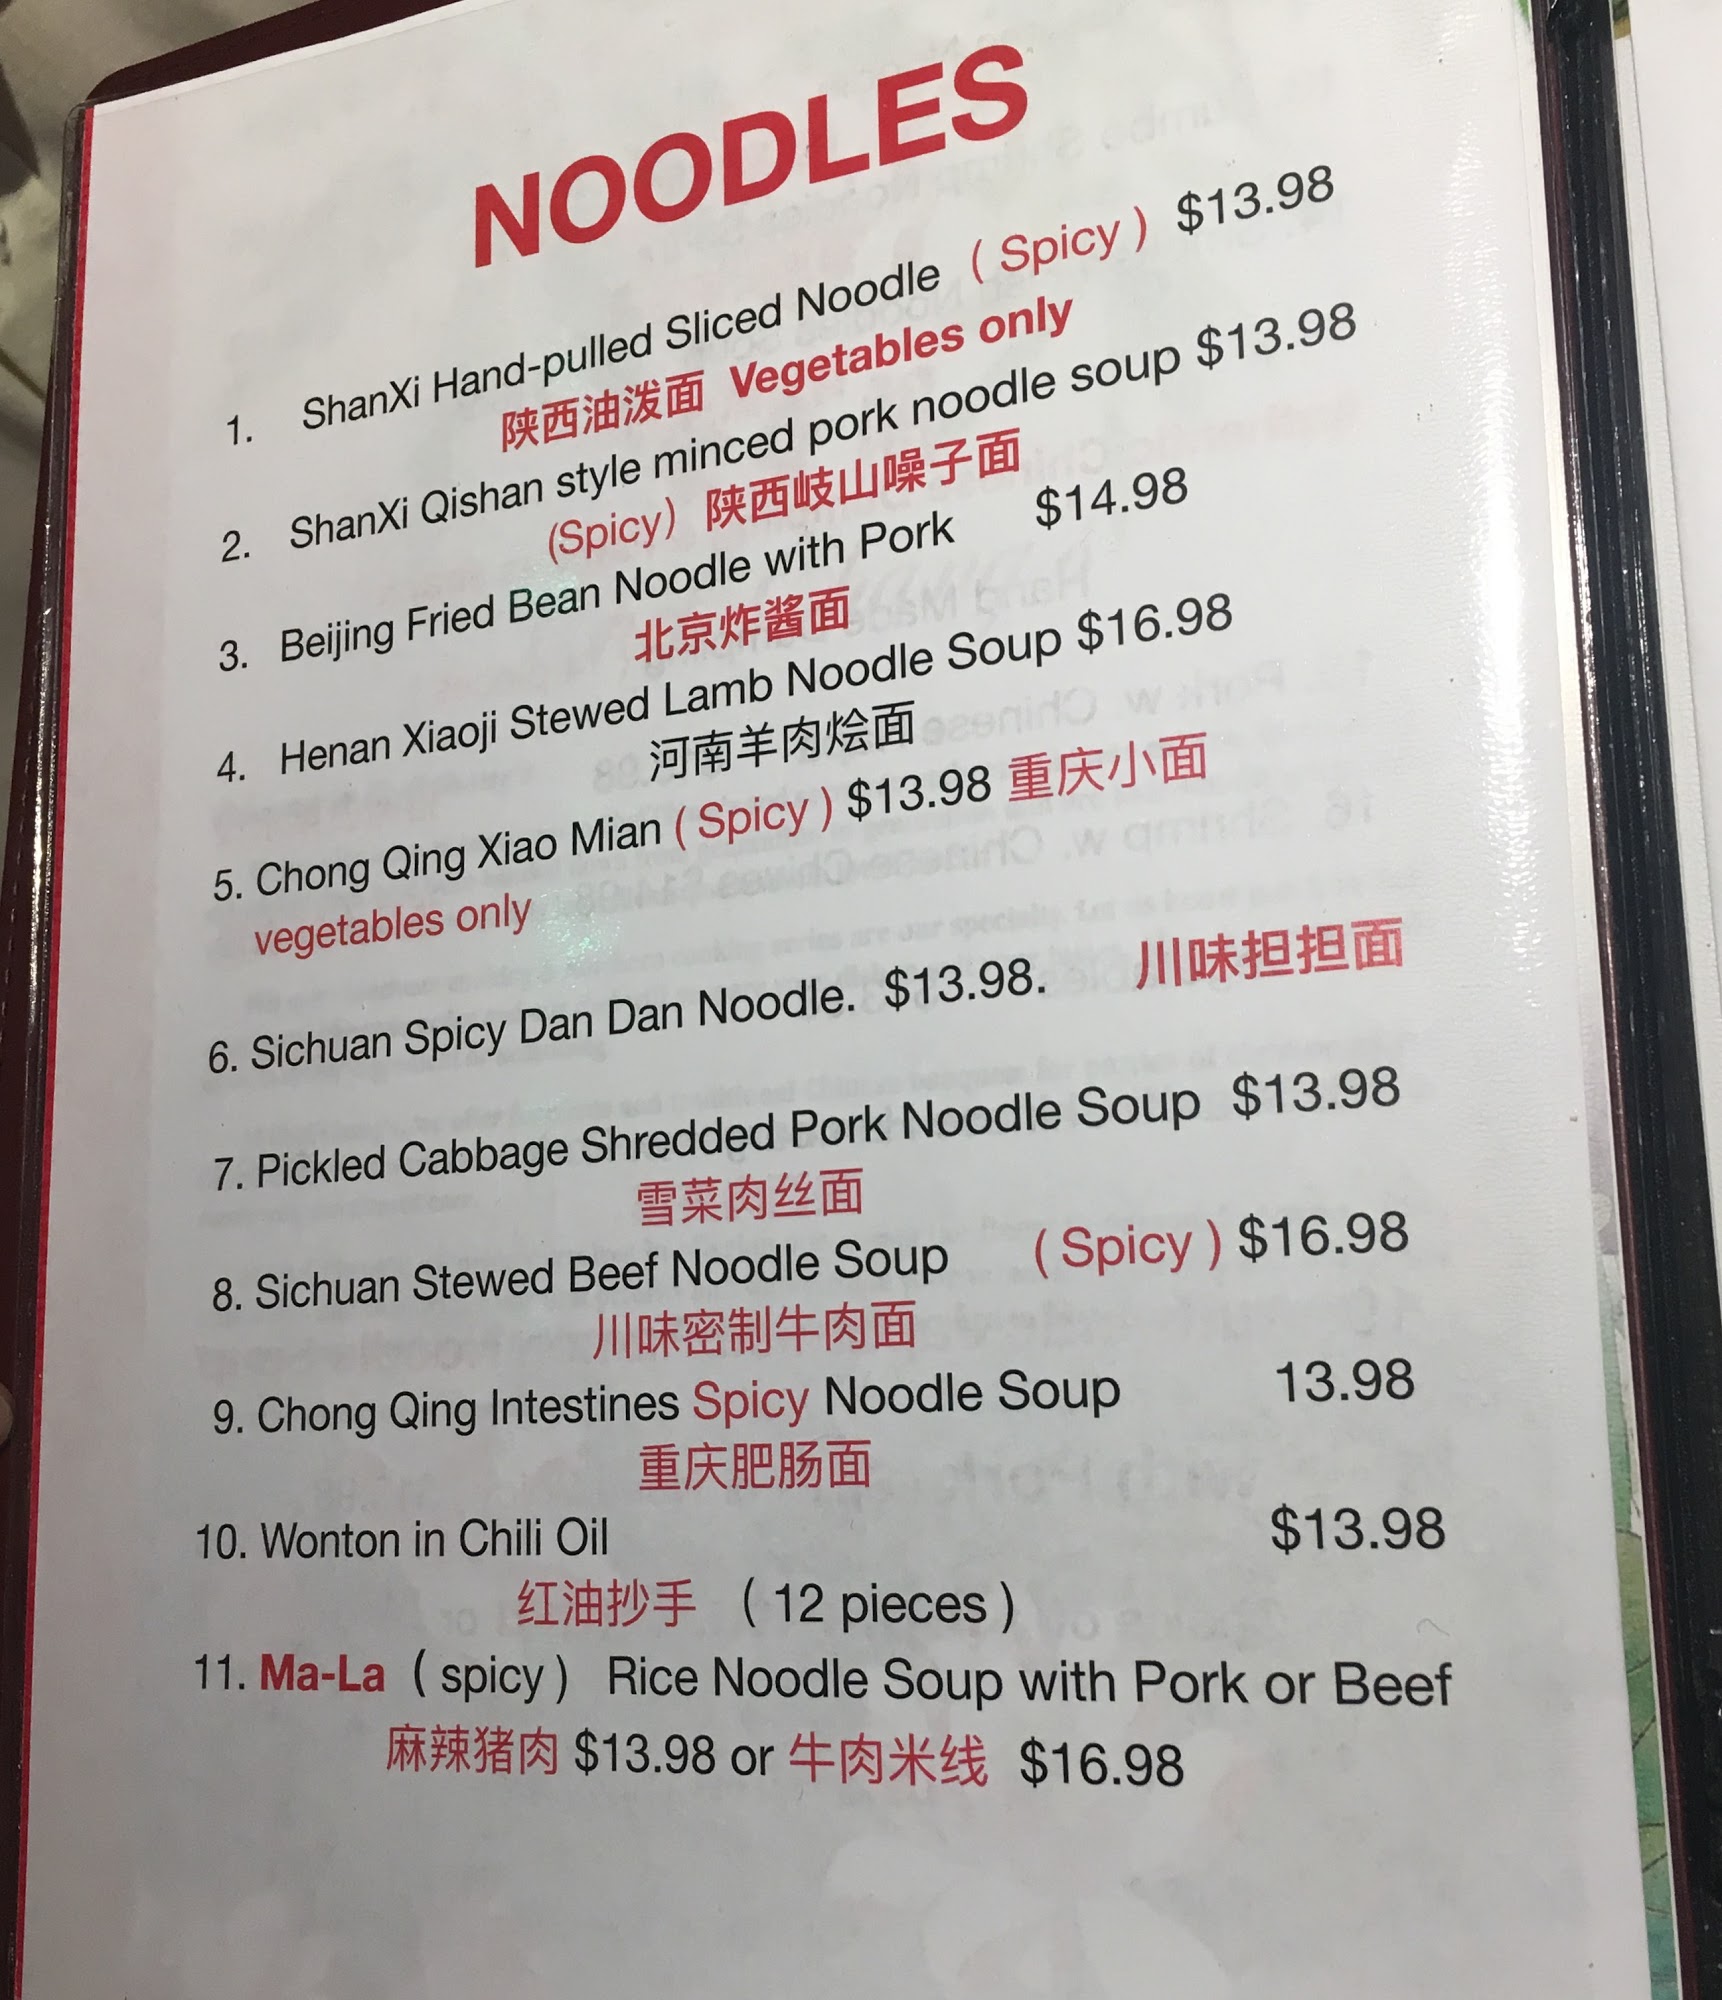 NOODLES
1. ShanXi Hand-pulled Sliced Noodle ( Spicy ) $13.98
陕西油泼面 Vegetables only
2. ShanXi Qishan style minced pork noodle soup $13.98
(Spicy) 陕西岐山噪子面
3. Beijing Fried Bean Noodle with Pork $14.98
北京炸酱面
4. Henan Xiaoji Stewed Lamb Noodle Soup $16.98
河南羊肉烩面
5. Chong Qing Xiao Mian ( Spicy ) $13.98 重庆小面
vegetables only
6. Sichuan Spicy Dan Dan Noodle. $13.98. 川味担担面
7. Pickled Cabbage Shredded Pork Noodle Soup $13.98
雪菜肉丝面
8. Sichuan Stewed Beef Noodle Soup ( Spicy ) $16.98
川味密制牛肉面
9. Chong Qing Intestines Spicy Noodle Soup 13.98
重庆肥肠面
10. Wonton in Chili Oil $13.98
红油抄手 ( 12 pieces )
11. Ma-La ( spicy ) Rice Noodle Soup with Pork or Beef
麻辣猪肉 $13.98 or 牛肉米线 $16.98